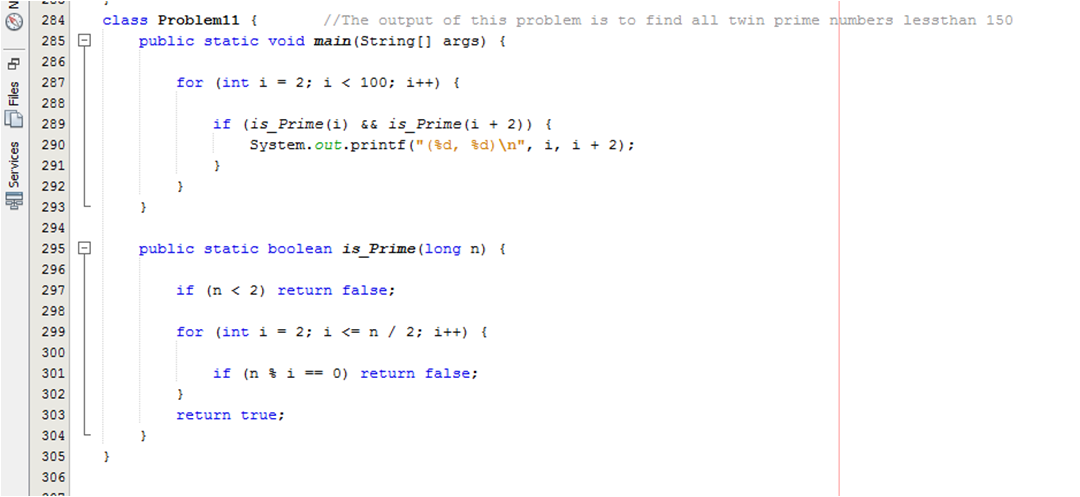 284 class Problem11 { //The output of this problem is to find all twin prime numbers lessthan 150
285 public static void main(String[] args) {
286
287 for (int i = 2; i < 100; i++) {
288
289 if (is_Prime(i) && is_Prime(i + 2)) {
290 System.out.printf("(%d, %d)\n", i, i + 2);
291 }
292 }
293 }
294
295 public static boolean is_Prime(long n) {
296
297 if (n < 2) return false;
298
299 for (int i = 2; i <= n / 2; i++) {
300
301 if (n % i == 0) return false;
302 }
303 return true;
304 }
305 }
306
Files
Services